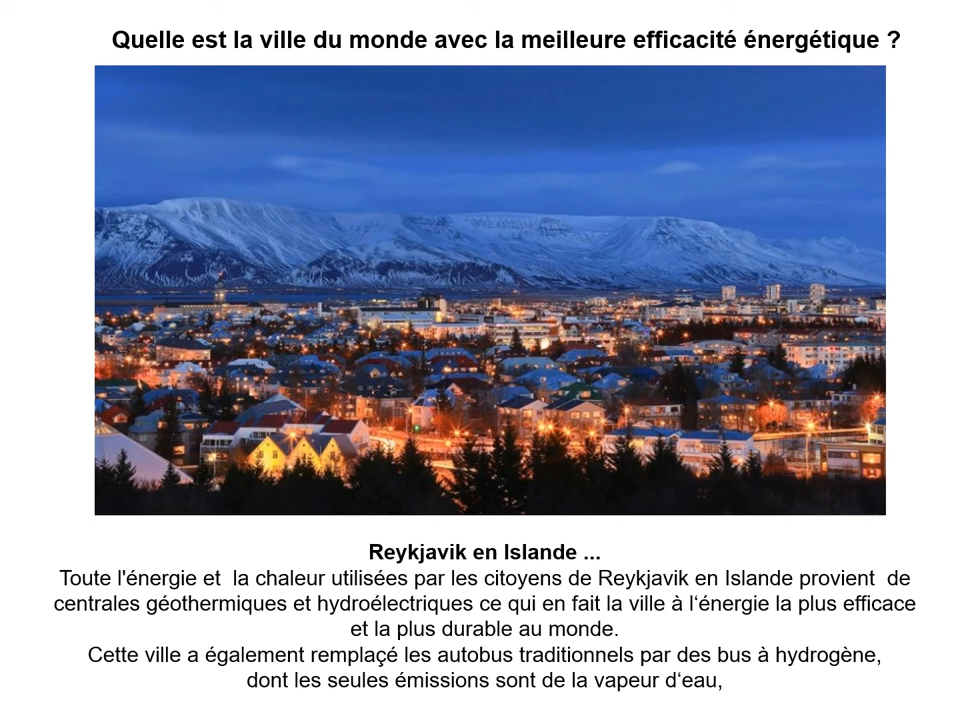 Quelle est la ville du monde avec la meilleure efficacité énergétique ?
Reykjavik en Islande ...
Toute l'énergie et  la chaleur utilisées par les citoyens de Reykjavik en Islande provient  de
centrales géothermiques et hydroélectriques ce qui en fait la ville à l‘énergie la plus efficace
et la plus durable au monde.
Cette ville a également remplaçé les autobus traditionnels par des bus à hydrogène,
dont les seules émissions sont de la vapeur d‘eau,